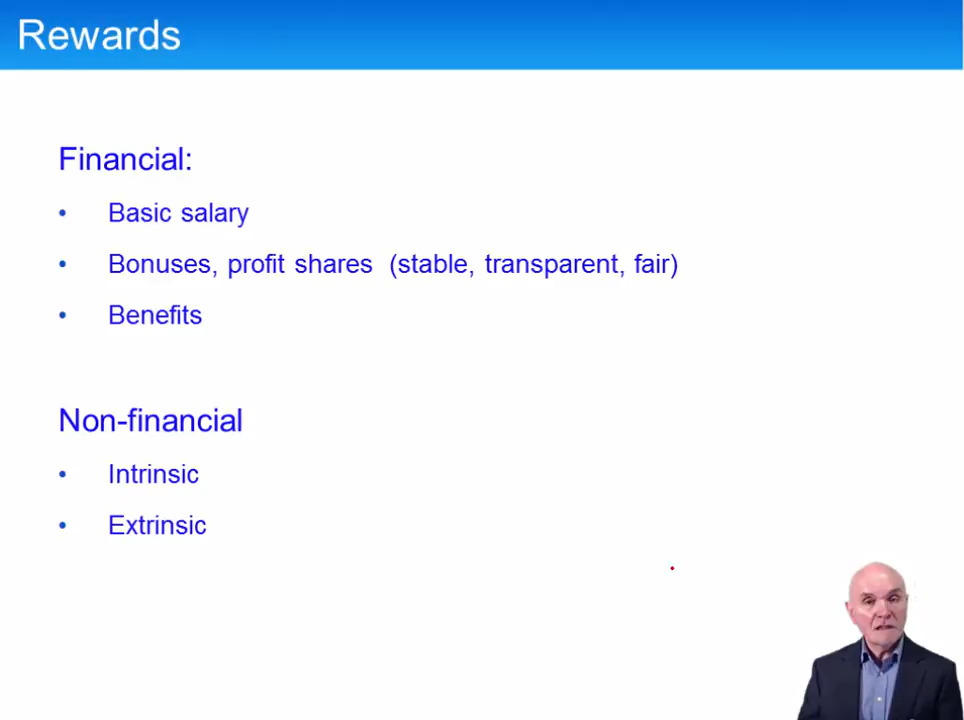 Rewards
Financial:
• Basic salary
• Bonuses, profit shares (stable, transparent, fair)
• Benefits
Non-financial
• Intrinsic
• Extrinsic